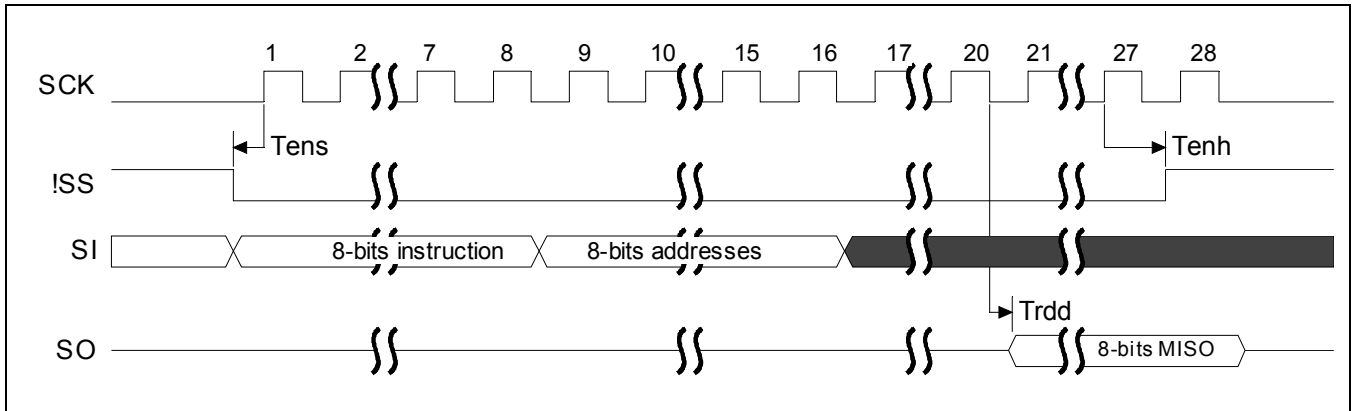 1 2 7 8 9 10 15 16 17 20 21 27 28
SCK
Tens Tenh
!SS
SI 8-bits instruction 8-bits addresses
Trdd
SO 8-bits MISO